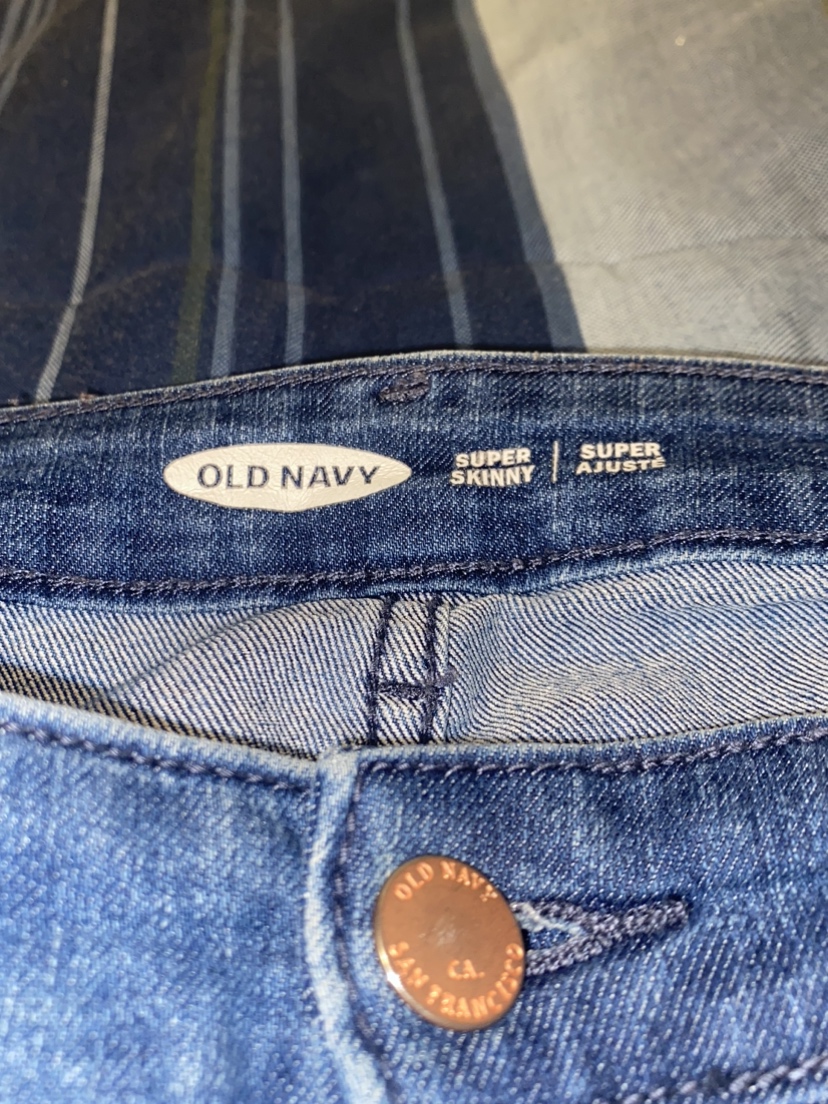 OLD NAVY
SUPER
SKINNY
SUPER
AJUSTÉ
OLD NAVY
CA.
SAN FRANCISCO